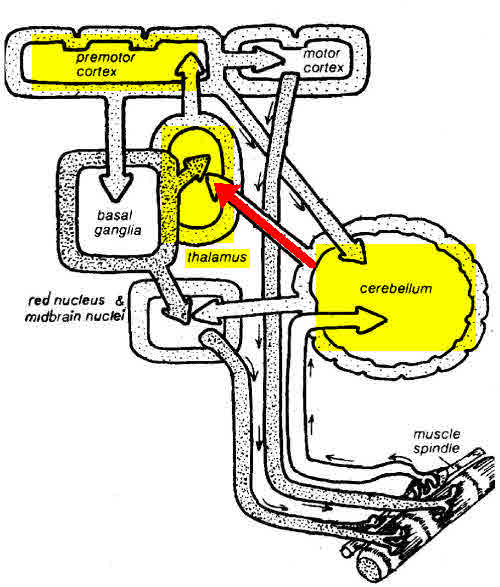 premotor
cortex
motor
cortex
basal
ganglia
thalamus
cerebellum
red nucleus &
midbrain nuclei
muscle
spindle